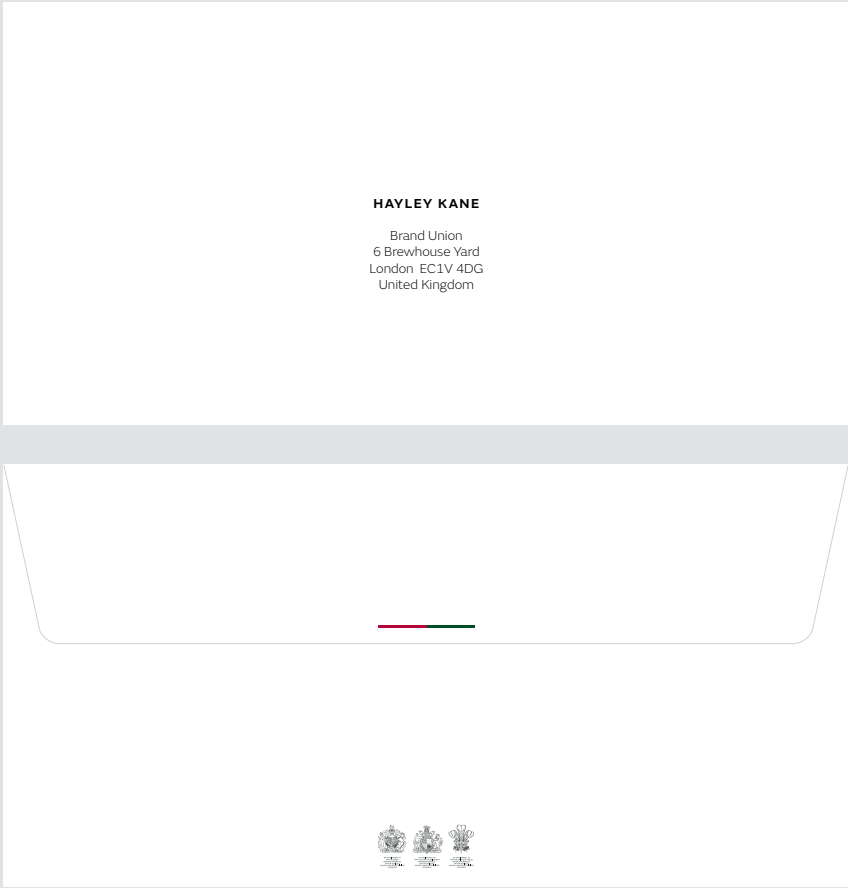 HAYLEY KANE
Brand Union
6 Brewhouse Yard
London EC1V 4DG
United Kingdom